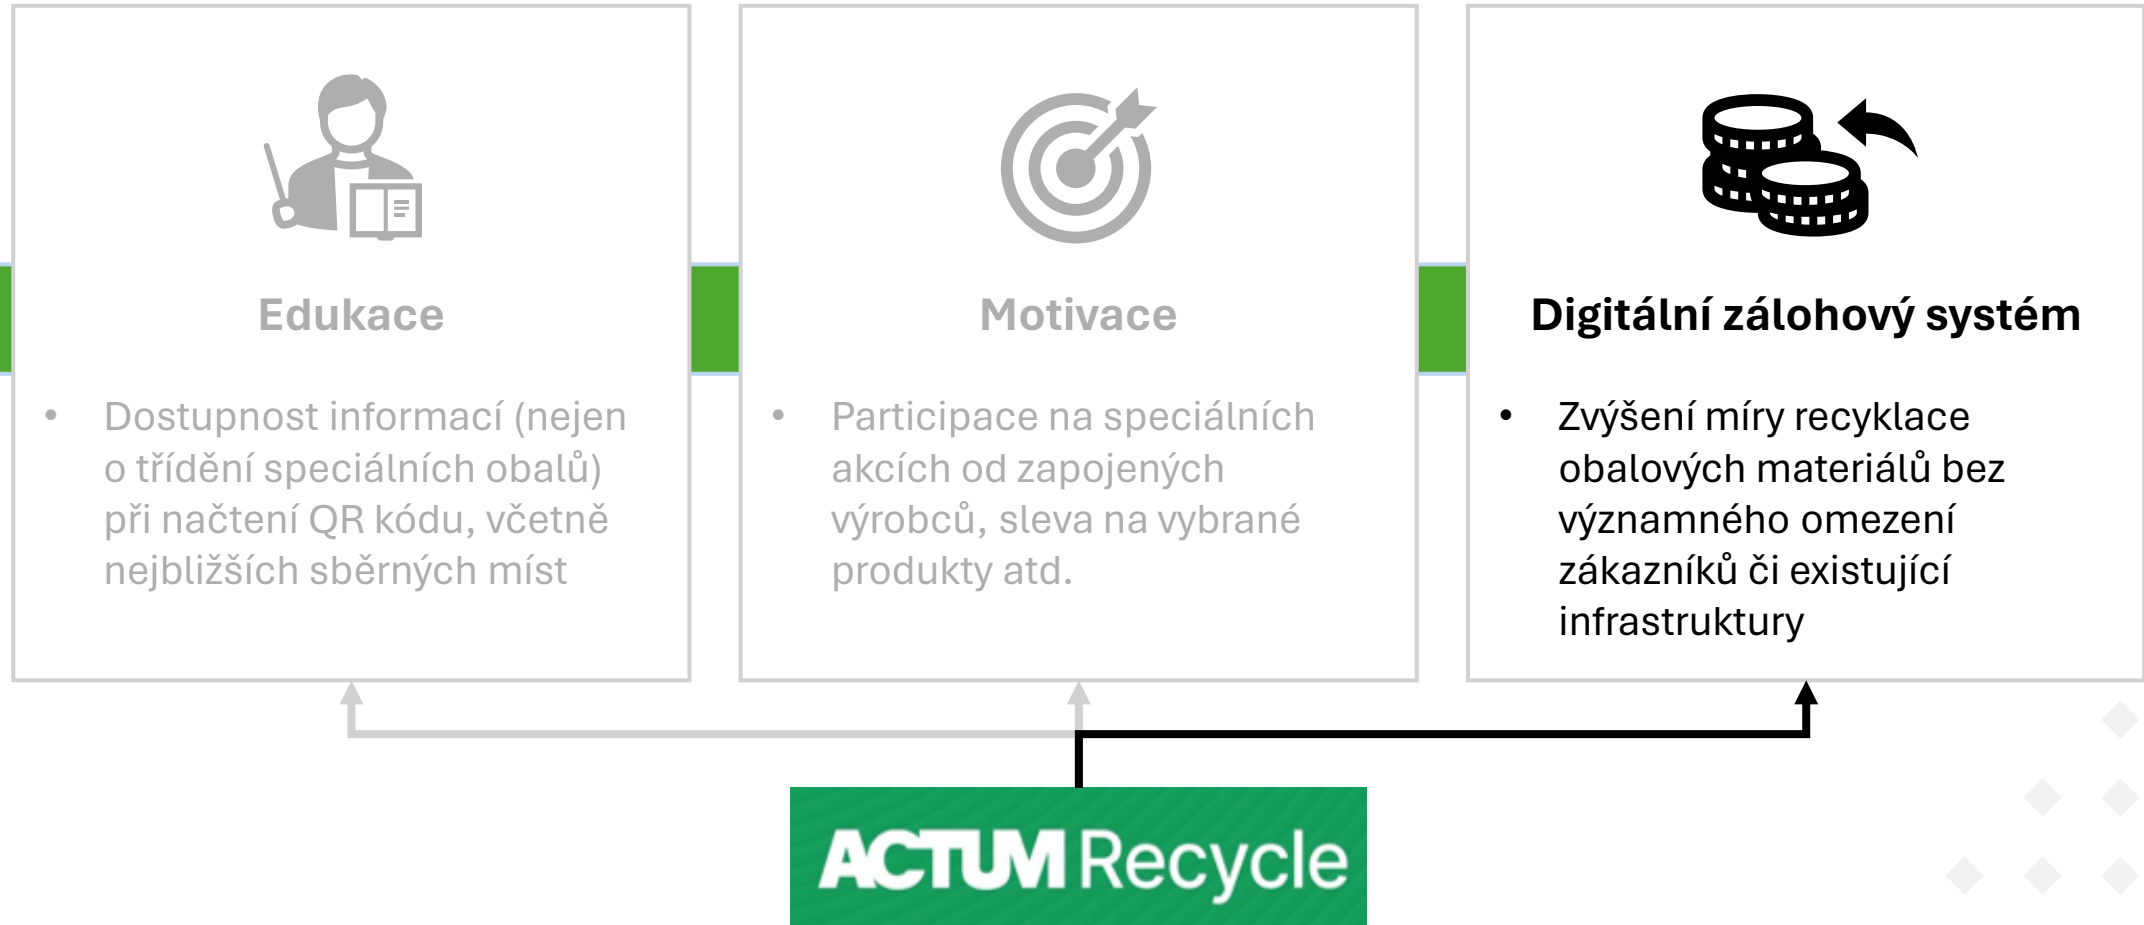 Edukace
• Dostupnost informací (nejen
o třídění speciálních obalů)
při načtení QR kódu, včetně
nejbližších sběrných míst
Motivace
• Participace na speciálních
akcích od zapojených
výrobců, sleva na vybrané
produkty atd.
Digitální zálohový systém
• Zvýšení míry recyklace
obalových materiálů bez
významného omezení
zákazníků či existující
infrastruktury
ACTUM Recycle